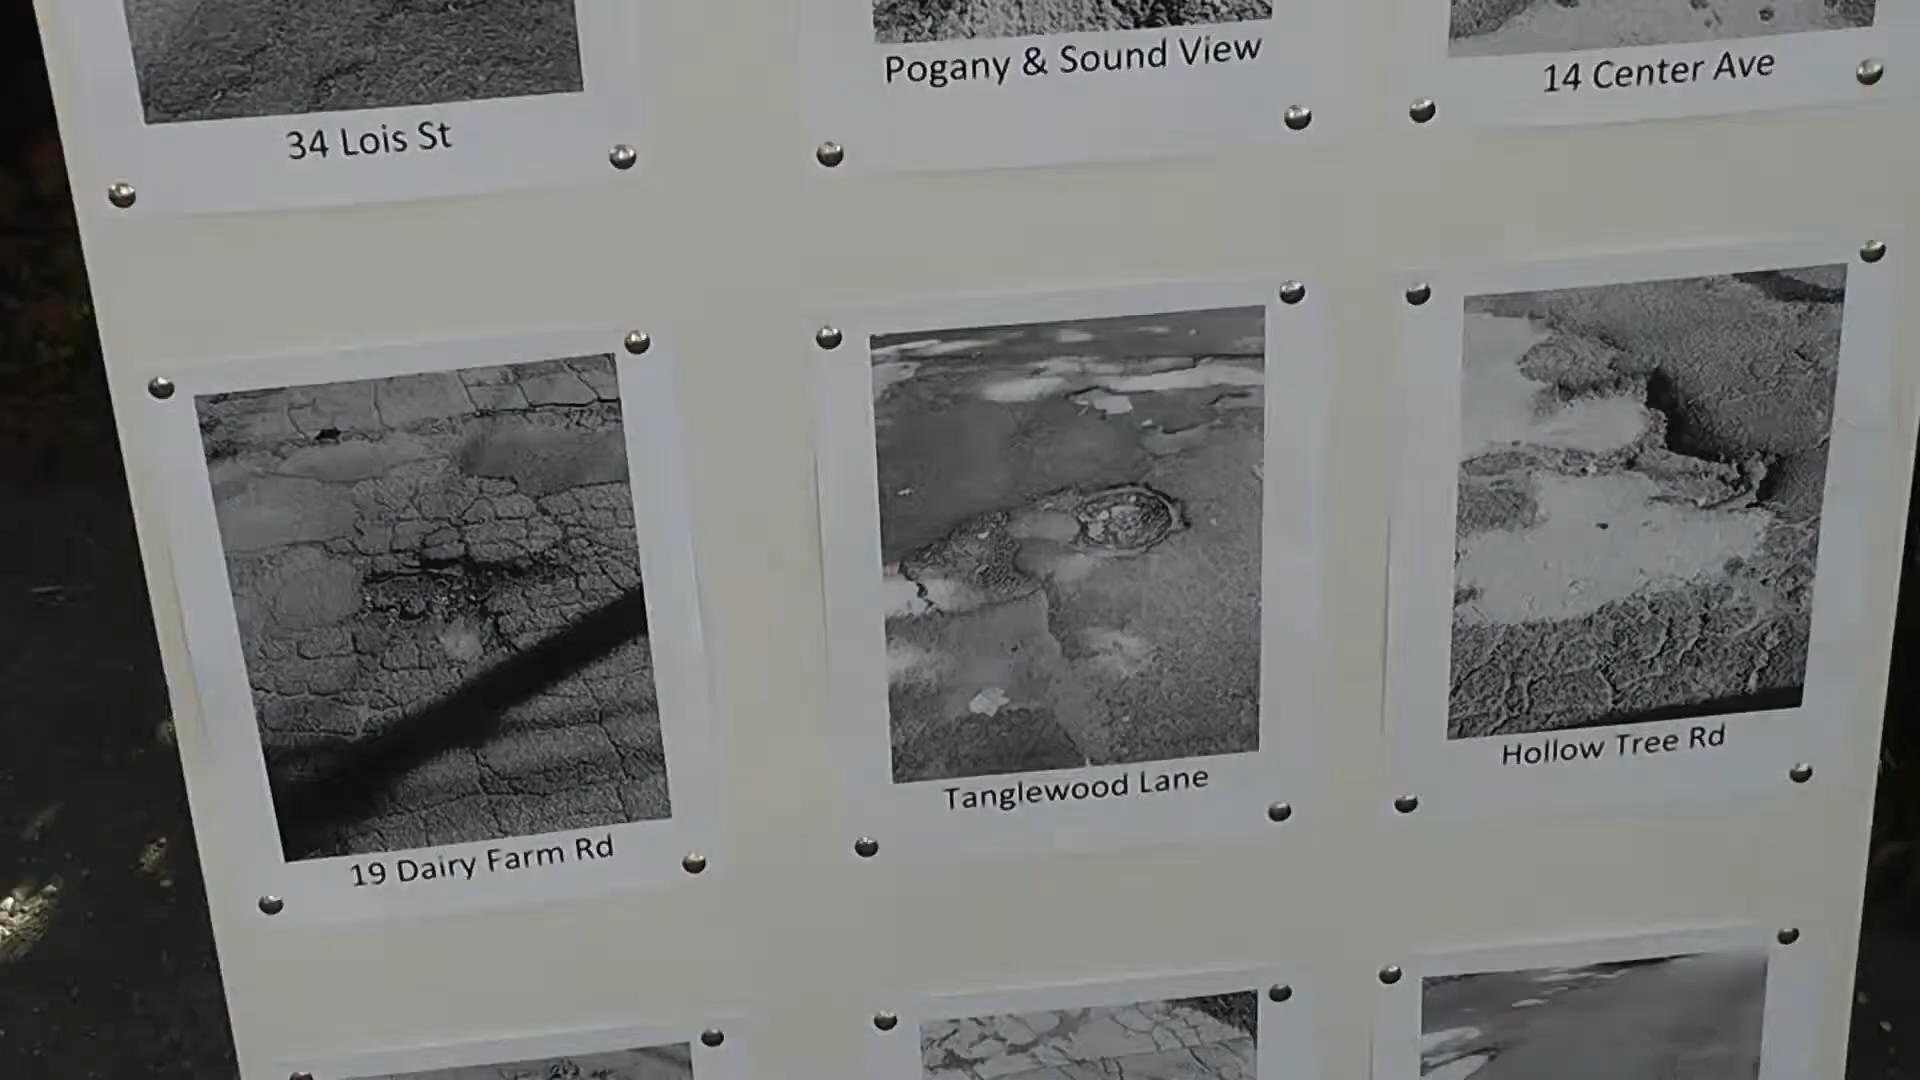 34 Lois St
Pogany & Sound View
14 Center Ave
19 Dairy Farm Rd
Tanglewood Lane
Hollow Tree Rd